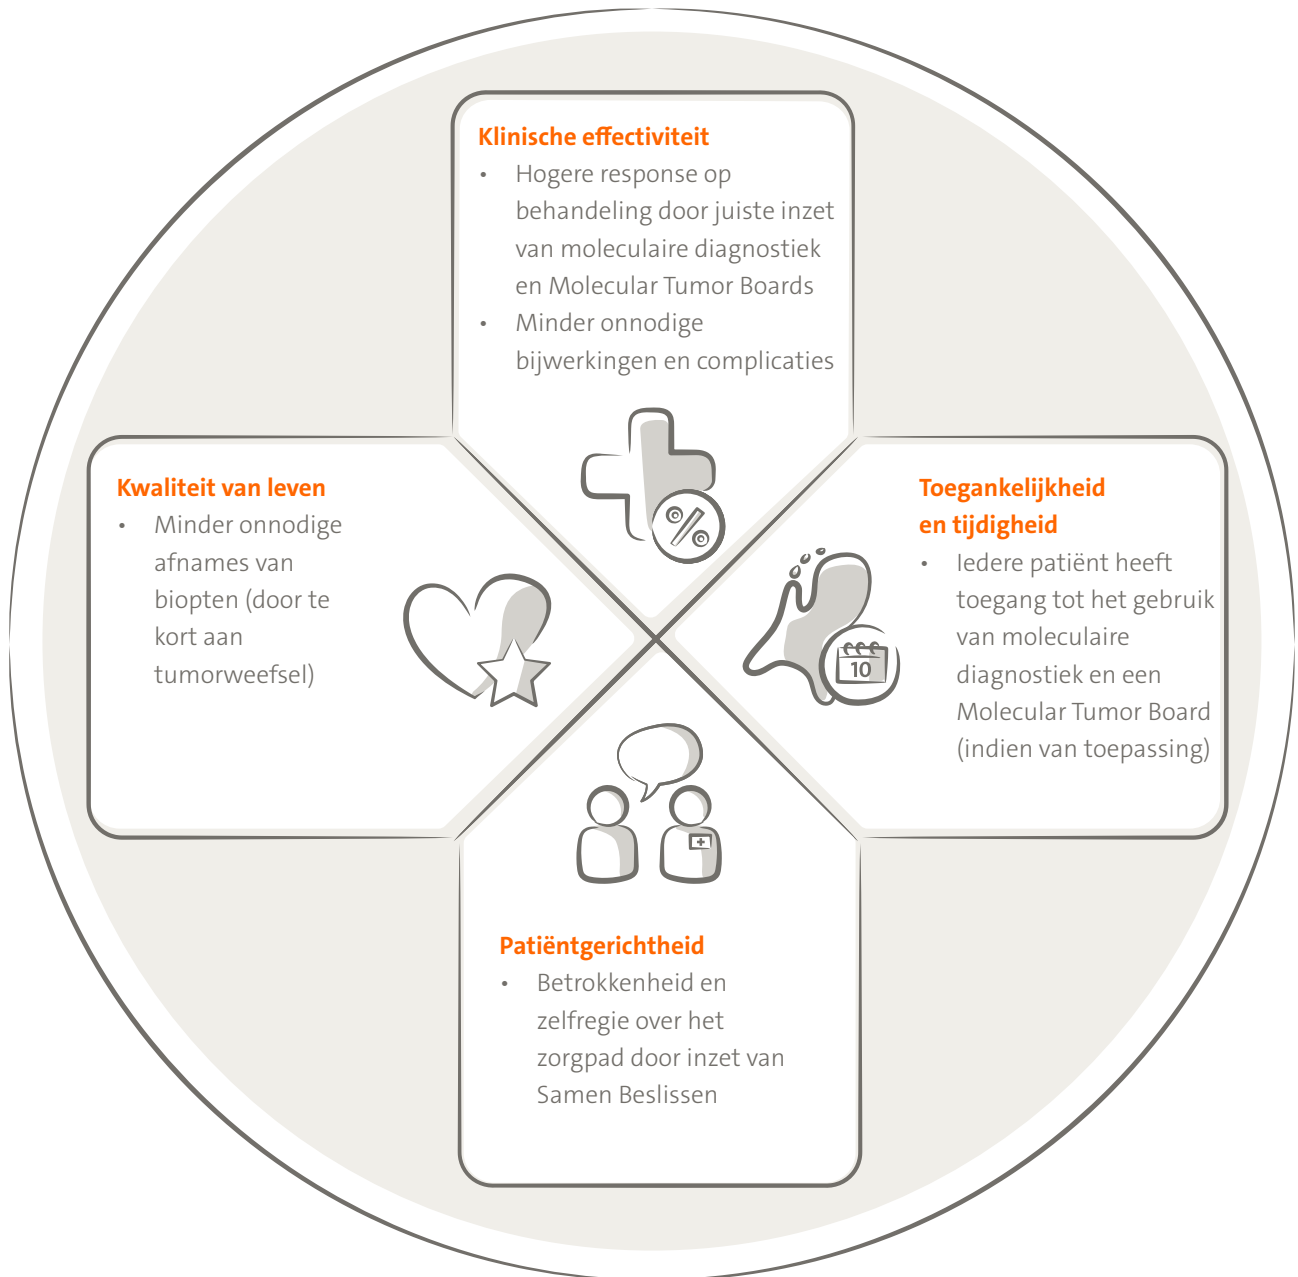 Klinische effectiviteit
• Hogere response op
behandeling door juiste inzet
van moleculaire diagnostiek
en Molecular Tumor Boards
• Minder onnodige
bijwerkingen en complicaties
Kwaliteit van leven
• Minder onnodige
afnames van
biopten (door te
kort aan
tumorweefsel)
Toegankelijkheid
en tijdigheid
• Iedere patiënt heeft
toegang tot het gebruik
van moleculaire
diagnostiek en een
Molecular Tumor Board
(indien van toepassing)
%
10
Patiëntgerichtheid
• Betrokkenheid en
zelfregie over het
zorgpad door inzet van
Samen Beslissen